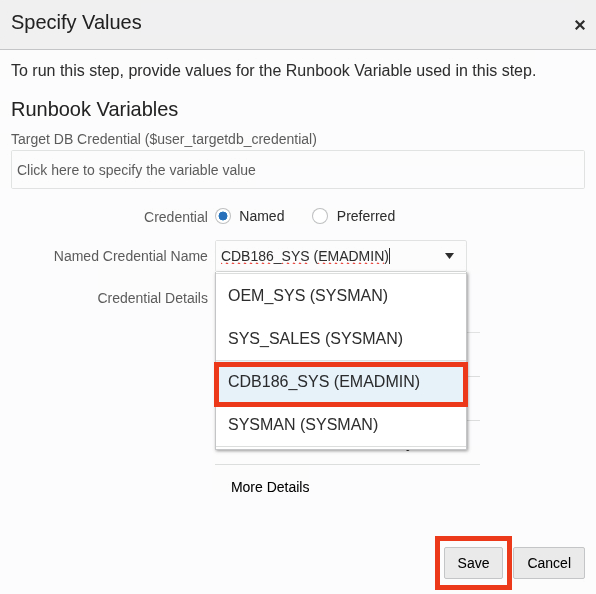 Specify Values
×
To run this step, provide values for the Runbook Variable used in this step.
Runbook Variables
Target DB Credential ($user_targetdb_credential)
Click here to specify the variable value
Credential Named Preferred
Named Credential Name CDB186_SYS (EMADMIN)
Credential Details
OEM_SYS (SYSMAN)
SYS_SALES (SYSMAN)
CDB186_SYS (EMADMIN)
SYSMAN (SYSMAN)
More Details
Save Cancel